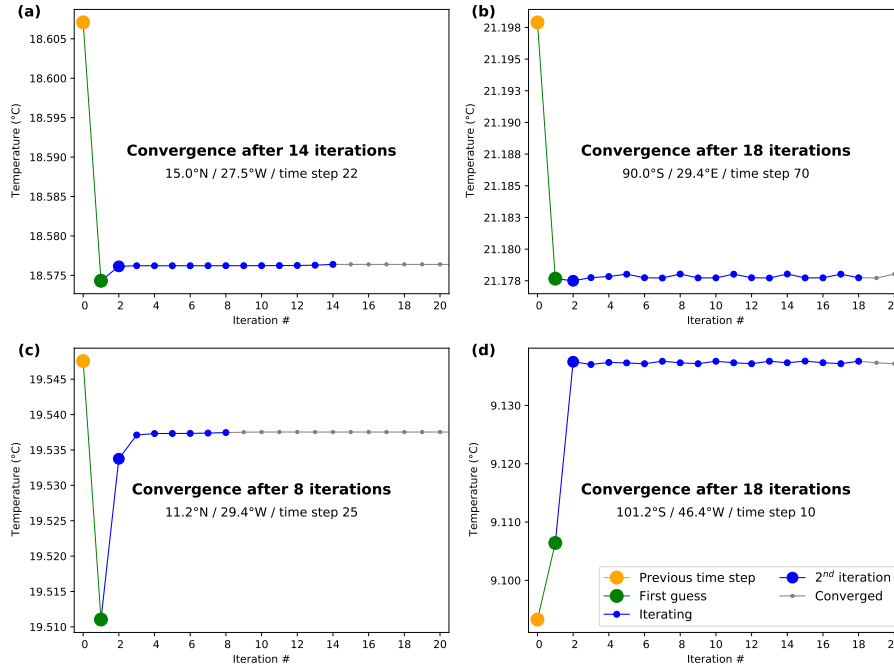 (a)
18.605
18.600
18.595
18.590
18.585
18.580
18.575
Temperature (°C)
Convergence after 14 iterations
15.0°N / 27.5°W / time step 22
0 2 4 6 8 10 12 14 16 18 20
Iteration #
(b)
21.198
21.195
21.193
21.190
21.188
21.185
21.183
21.180
21.178
Temperature (°C)
Convergence after 18 iterations
90.0°S / 29.4°E / time step 70
0 2 4 6 8 10 12 14 16 18 2
Iteration #
(c)
19.545
19.540
19.535
19.530
19.525
19.520
19.515
19.510
Temperature (°C)
Convergence after 8 iterations
11.2°N / 29.4°W / time step 25
0 2 4 6 8 10 12 14 16 18 20
Iteration #
(d)
9.130
9.120
9.110
9.100
Temperature (°C)
Convergence after 18 iterations
101.2°S / 46.4°W / time step 10
Previous time step
First guess
Iterating
2nd iteration
Converged
0 2 4 6 8 10 12 14 16 18 2
Iteration #